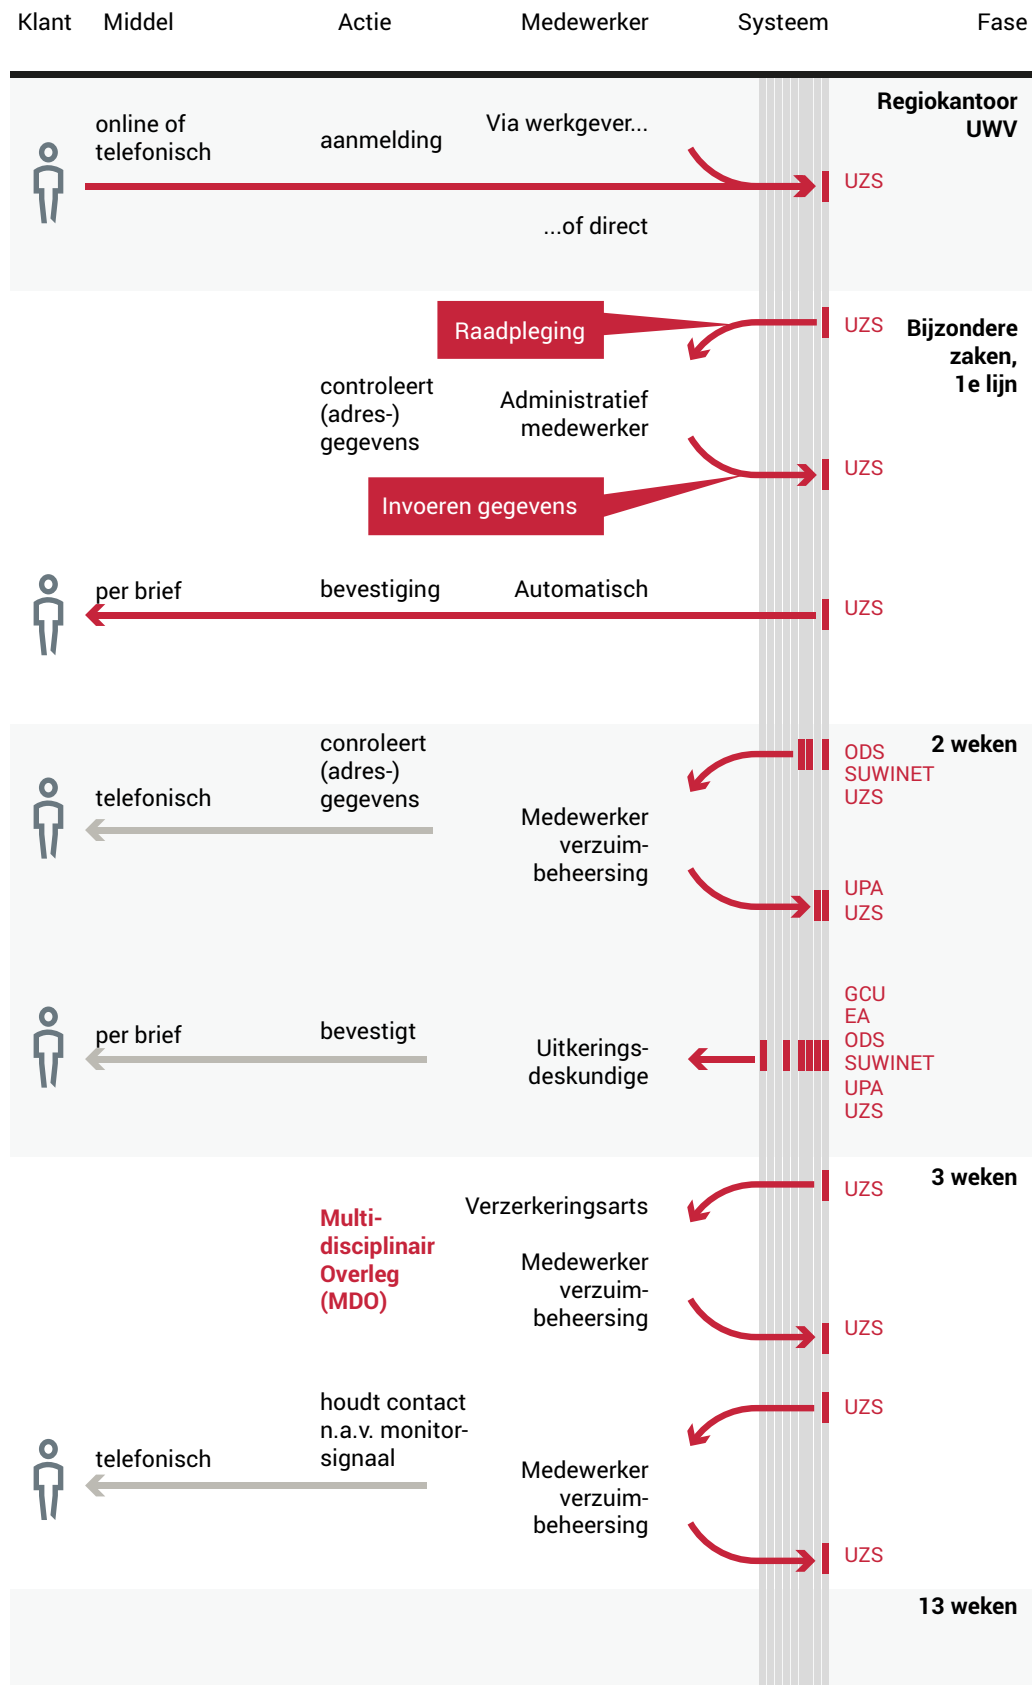 Klant Middel Actie Medewerker Systeem Fase
Regiokantoor
UWV
online of
telefonisch
aanmelding
Via werkgever...
UZS
...of direct
Raadpleging
UZS
Bijzondere
zaken,
1e lijn
controleert
(adres-)
gegevens
Administratief
medewerker
UZS
Invoeren gegevens
per brief
bevestiging
Automatisch
UZS
2 weken
conroleert
(adres-)
gegevens
ODS
SUWINET
UZS
telefonisch
Medewerker
verzuim-
beheersing
UPA
UZS
per brief
bevestigt
Uitkerings-
deskundige
GCU
EA
ODS
SUWINET
UPA
UZS
3 weken
UZS
Verzerkeringsarts
Multi-
disciplinair
Overleg
(MDO)
Medewerker
verzuim-
beheersing
UZS
houdt contact
n.a.v. monitor-
signaal
UZS
telefonisch
Medewerker
verzuim-
beheersing
UZS
13 weken